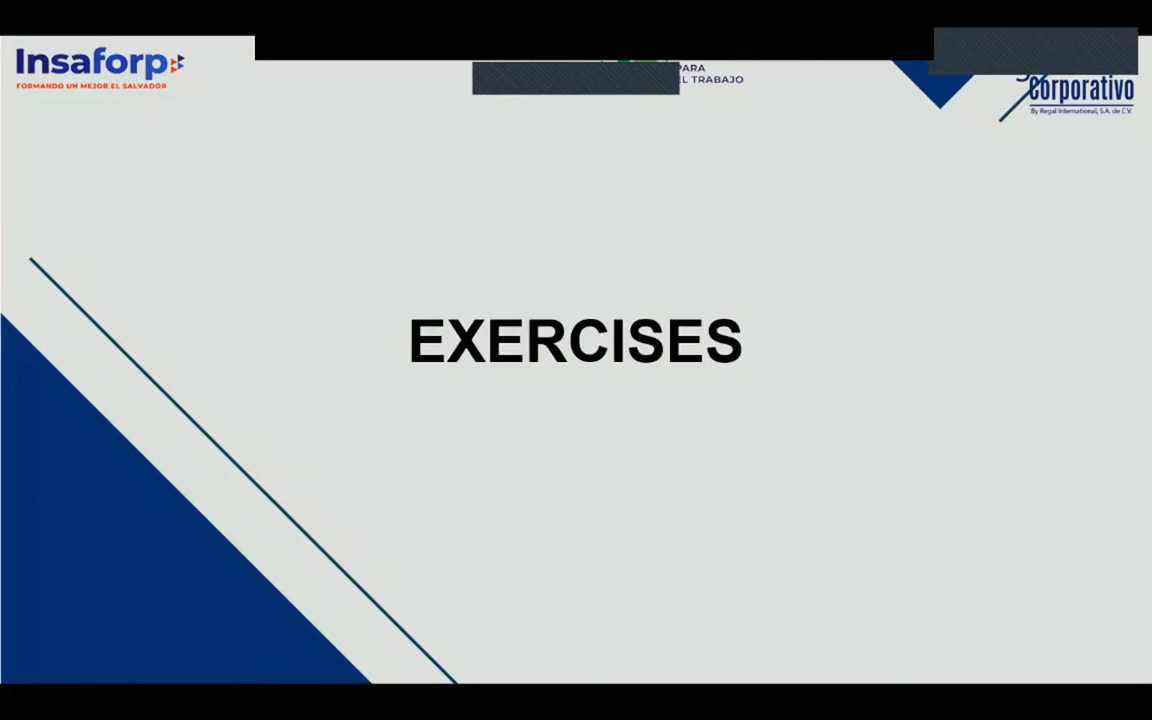 Insaforp
FORMANDO UN MEJOR EL SALVADOR
PARA
EL TRABAJO
Corporativo
By Regal International, S.A. de C.V.
EXERCISES